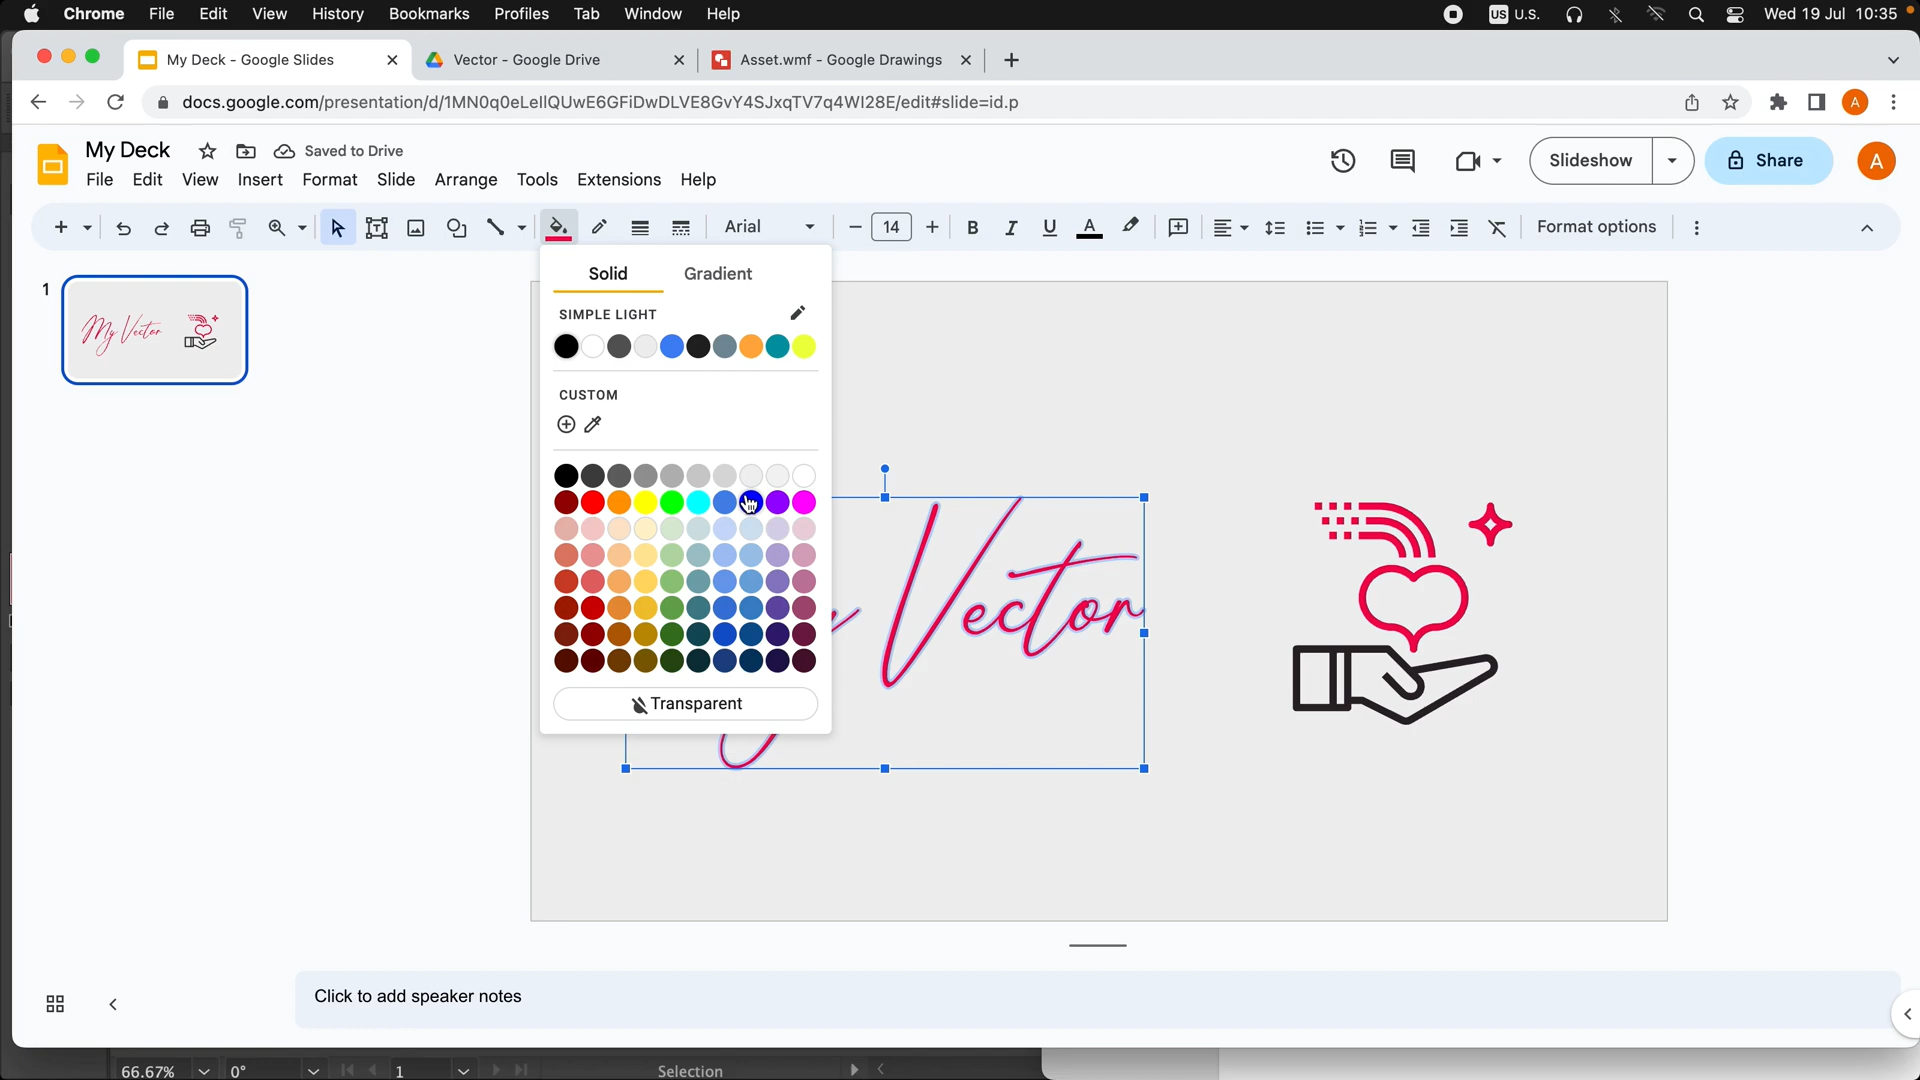 Chrome File Edit View History Bookmarks Profiles Tab Window Help US U.S. Wed 19 Jul 10:35
My Deck - Google Slides Vector - Google Drive Asset.wmf - Google Drawings
docs.google.com/presentation/d/1MN0q0eLeIlQUwE6GFiDwDLVE8GvY4SJxqTV7q4WI28E/edit#slide=id.p A
My Deck Saved to Drive Slideshow Share A
File Edit View Insert Format Slide Arrange Tools Extensions Help
Arial 14 B I U A Format options
Solid Gradient
1
My Vector
SIMPLE LIGHT
CUSTOM
Vector
Transparent
Click to add speaker notes
66.67% 0° 1 Selection